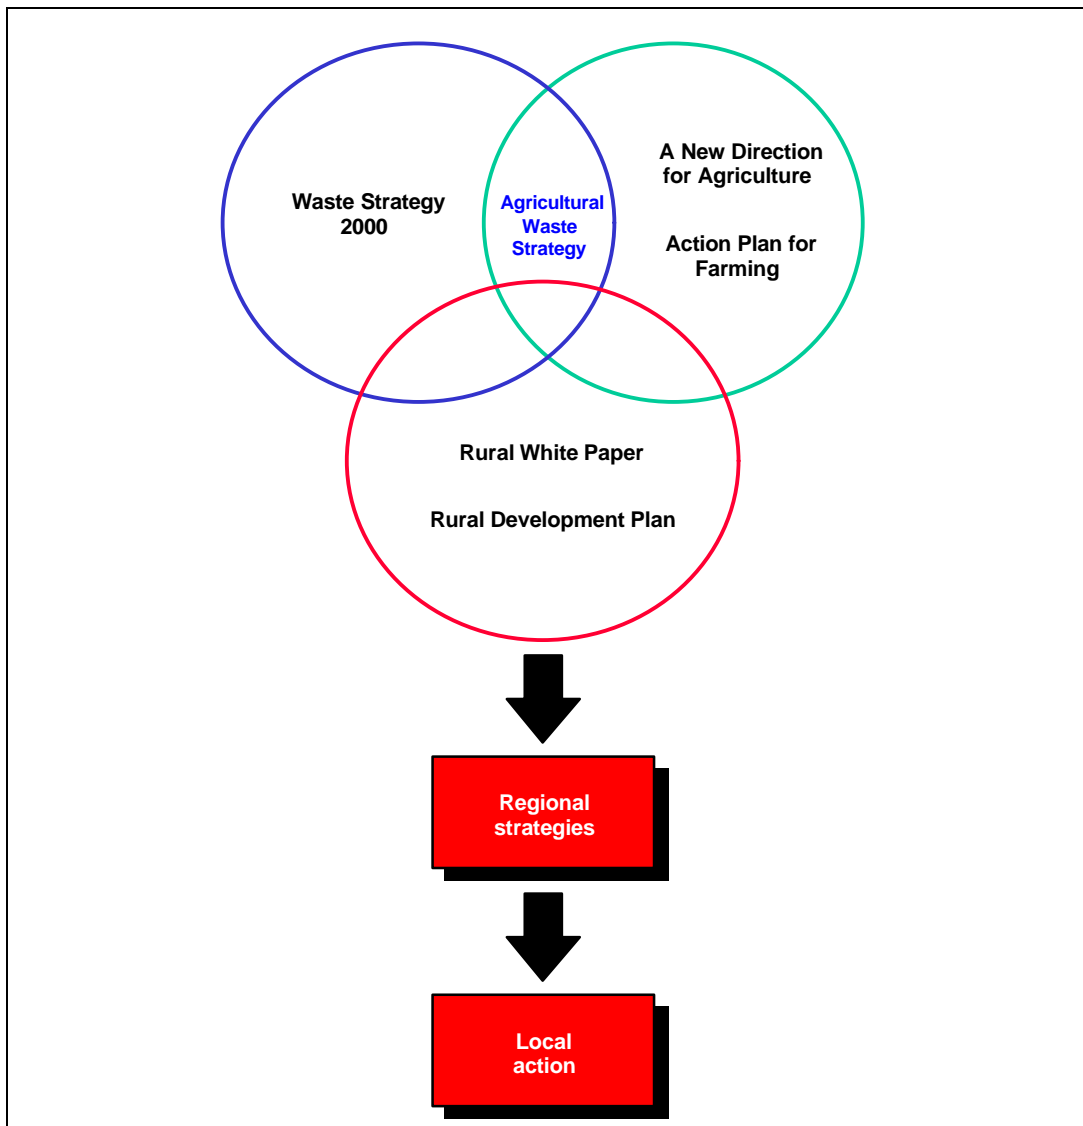 Waste Strategy
2000
Agricultural
Waste
Strategy
A New Direction
for Agriculture
Action Plan for
Farming
Rural White Paper
Rural Development Plan
Regional
strategies
Local
action